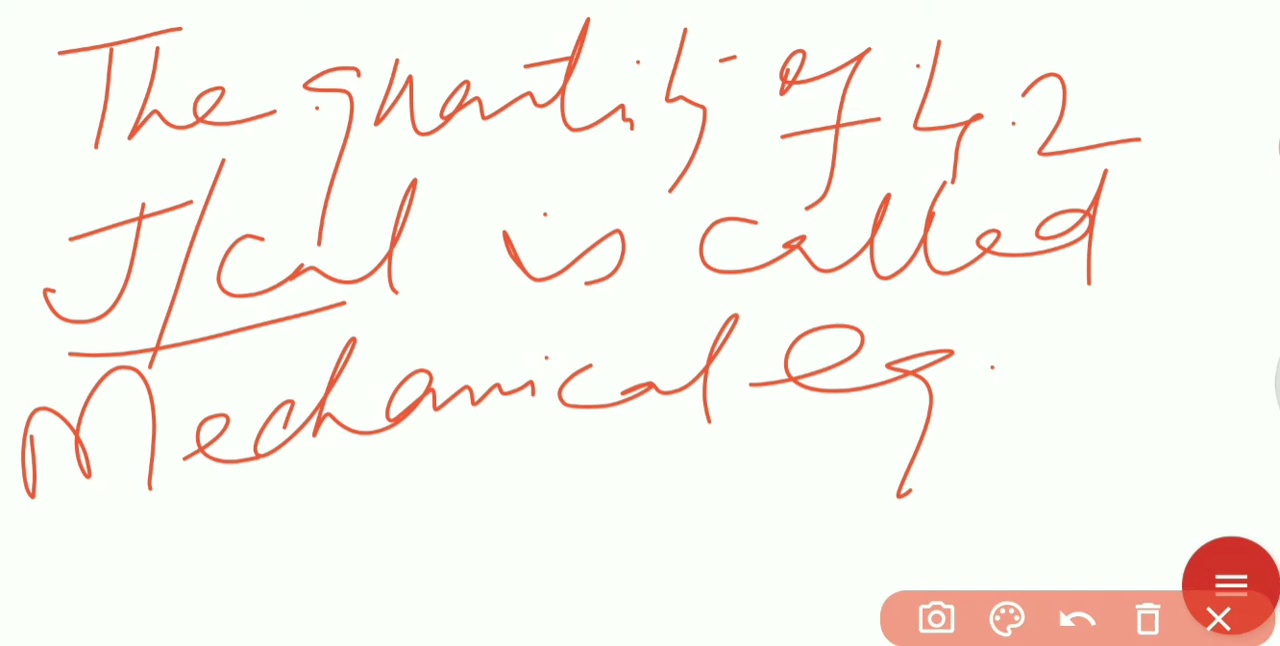 The quantity of 4.2
J/cal is called
Mechanical eq.